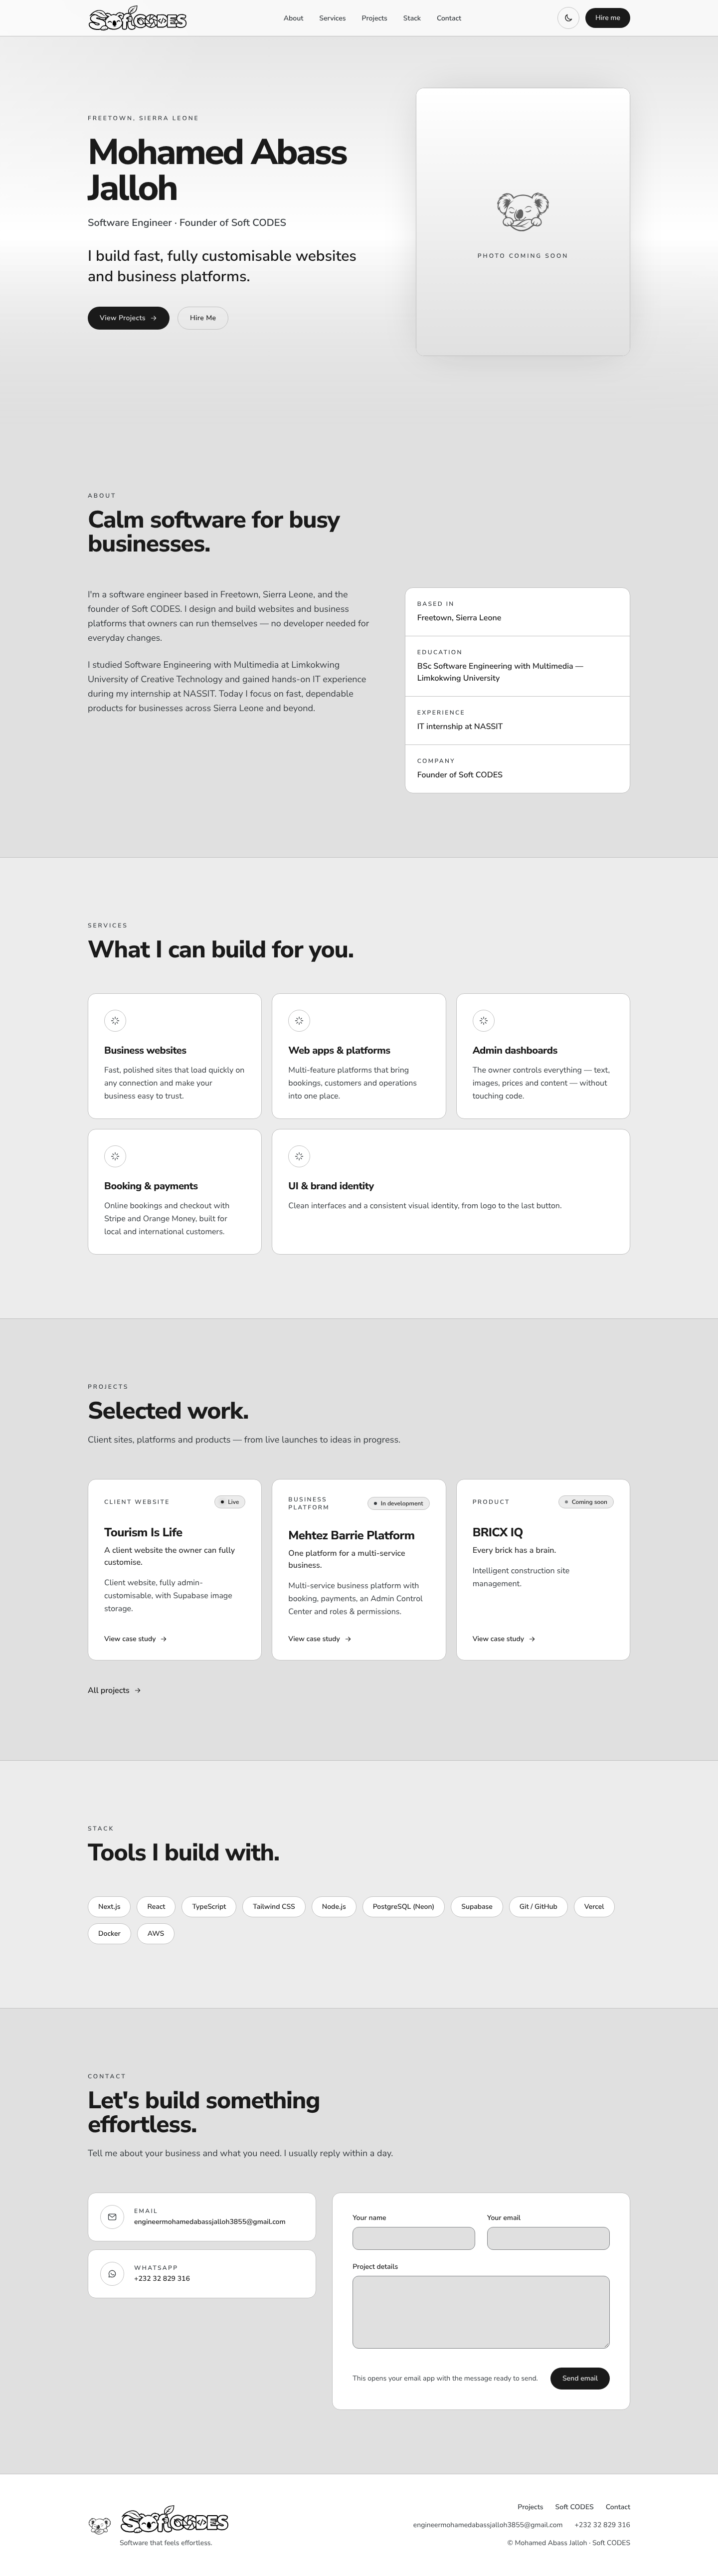 Soft CODES
About Services Projects Stack Contact
Hire me
FREETOWN, SIERRA LEONE
Mohamed Abass
Jalloh
Software Engineer · Founder of Soft CODES
I build fast, fully customisable websites
and business platforms.
View Projects →
Hire Me
PHOTO COMING SOON
ABOUT
Calm software for busy
businesses.
I'm a software engineer based in Freetown, Sierra Leone, and the
founder of Soft CODES. I design and build websites and business
platforms that owners can run themselves — no developer needed for
everyday changes.
I studied Software Engineering with Multimedia at Limkokwing
University of Creative Technology and gained hands-on IT experience
during my internship at NASSIT. Today I focus on fast, dependable
products for businesses across Sierra Leone and beyond.
BASED IN
Freetown, Sierra Leone
EDUCATION
BSc Software Engineering with Multimedia —
Limkokwing University
EXPERIENCE
IT internship at NASSIT
COMPANY
Founder of Soft CODES
SERVICES
What I can build for you.
Business websites
Fast, polished sites that load quickly on
any connection and make your
business easy to trust.
Web apps & platforms
Multi-feature platforms that bring
bookings, customers and operations
into one place.
Admin dashboards
The owner controls everything — text,
images, prices and content — without
touching code.
Booking & payments
Online bookings and checkout with
Stripe and Orange Money, built for
local and international customers.
UI & brand identity
Clean interfaces and a consistent visual identity, from logo to the last button.
PROJECTS
Selected work.
Client sites, platforms and products — from live launches to ideas in progress.
CLIENT WEBSITE
Live
Tourism Is Life
A client website the owner can fully
customise.
Client website, fully admin-
customisable, with Supabase image
storage.
View case study →
BUSINESS
PLATFORM
In development
Mehtez Barrie Platform
One platform for a multi-service
business.
Multi-service business platform with
booking, payments, an Admin Control
Center and roles & permissions.
View case study →
PRODUCT
Coming soon
BRICX IQ
Every brick has a brain.
Intelligent construction site
management.
View case study →
All projects →
STACK
Tools I build with.
Next.js React TypeScript Tailwind CSS Node.js PostgreSQL (Neon) Supabase Git / GitHub Vercel
Docker AWS
CONTACT
Let's build something
effortless.
Tell me about your business and what you need. I usually reply within a day.
EMAIL
engineermohamedabassjalloh3855@gmail.com
WHATSAPP
+232 32 829 316
Your name
Your email
Project details
This opens your email app with the message ready to send.
Send email
Soft CODES
Software that feels effortless.
Projects Soft CODES Contact
engineermohamedabassjalloh3855@gmail.com +232 32 829 316
© Mohamed Abass Jalloh · Soft CODES